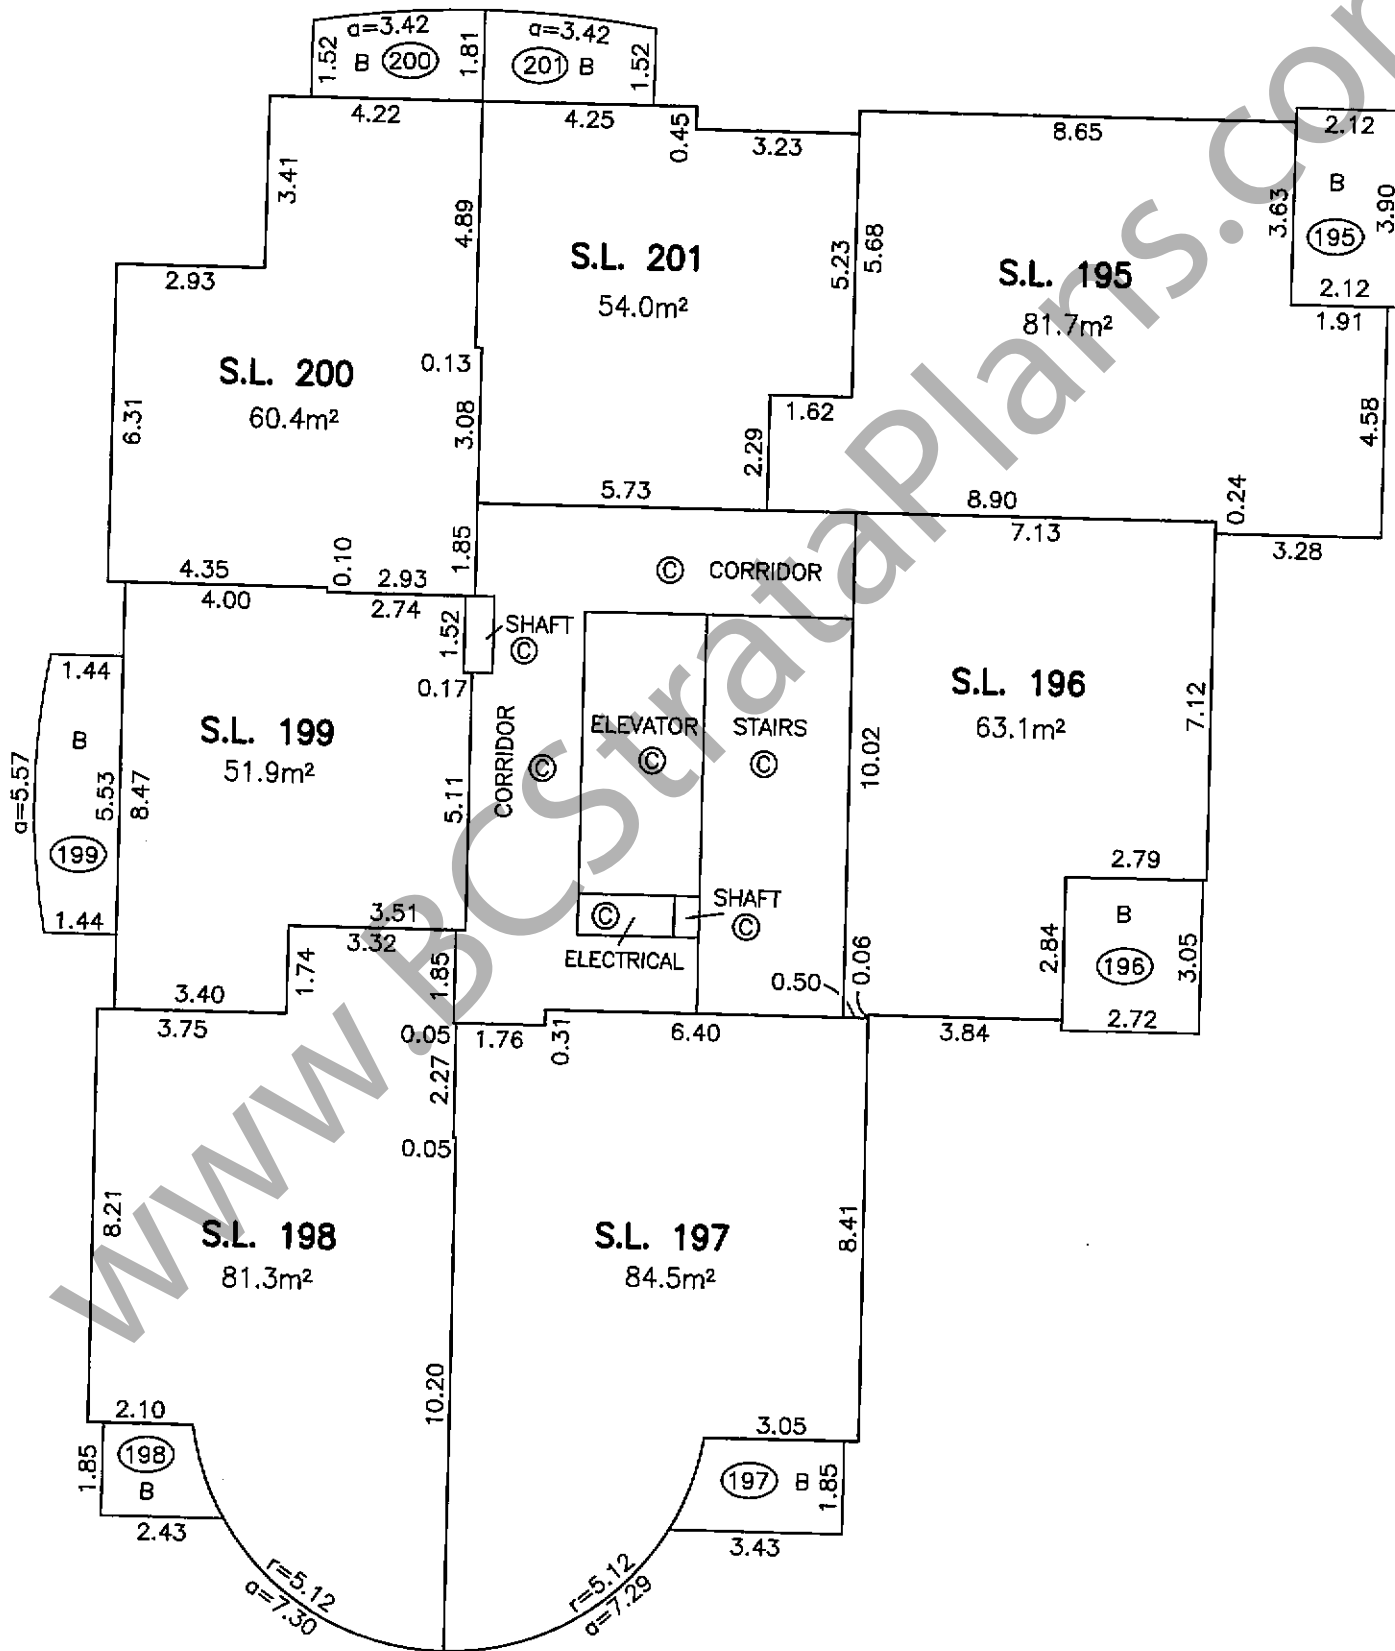 a=3.42
a=3.42
1.52
B
200
1.81
201
B
1.52
4.22
4.25
0.45
3.23
8.65
2.12
3.41
4.89
3.63
B
3.90
195
2.12
1.91
2.93
S.L. 201
54.0m²
5.23
5.68
S.L. 195
81.7m²
0.13
S.L. 200
60.4m²
6.31
3.08
1.62
2.29
4.58
5.73
8.90
7.13
0.24
3.28
1.85
4.35
4.00
0.10
2.93
2.74
© CORRIDOR
1.52
SHAFT
©
1.44
0.17
S.L. 199
51.9m²
B
a=5.57
5.53
8.47
199
1.44
CORRIDOR
©
5.11
ELEVATOR
©
STAIRS
©
10.02
S.L. 196
63.1m²
7.12
2.79
B
196
2.84
3.05
2.72
SHAFT
©
©
ELECTRICAL
3.51
3.32
1.74
1.85
3.40
3.75
0.05
1.76
0.31
6.40
0.50
0.06
3.84
2.27
0.05
8.21
S.L. 198
81.3m²
S.L. 197
84.5m²
8.41
10.20
2.10
198
B
1.85
2.43
3.05
197
B
1.85
3.43
r=5.12
a=7.30
r=5.12
a=7.29
www.BCStrataPlans.com